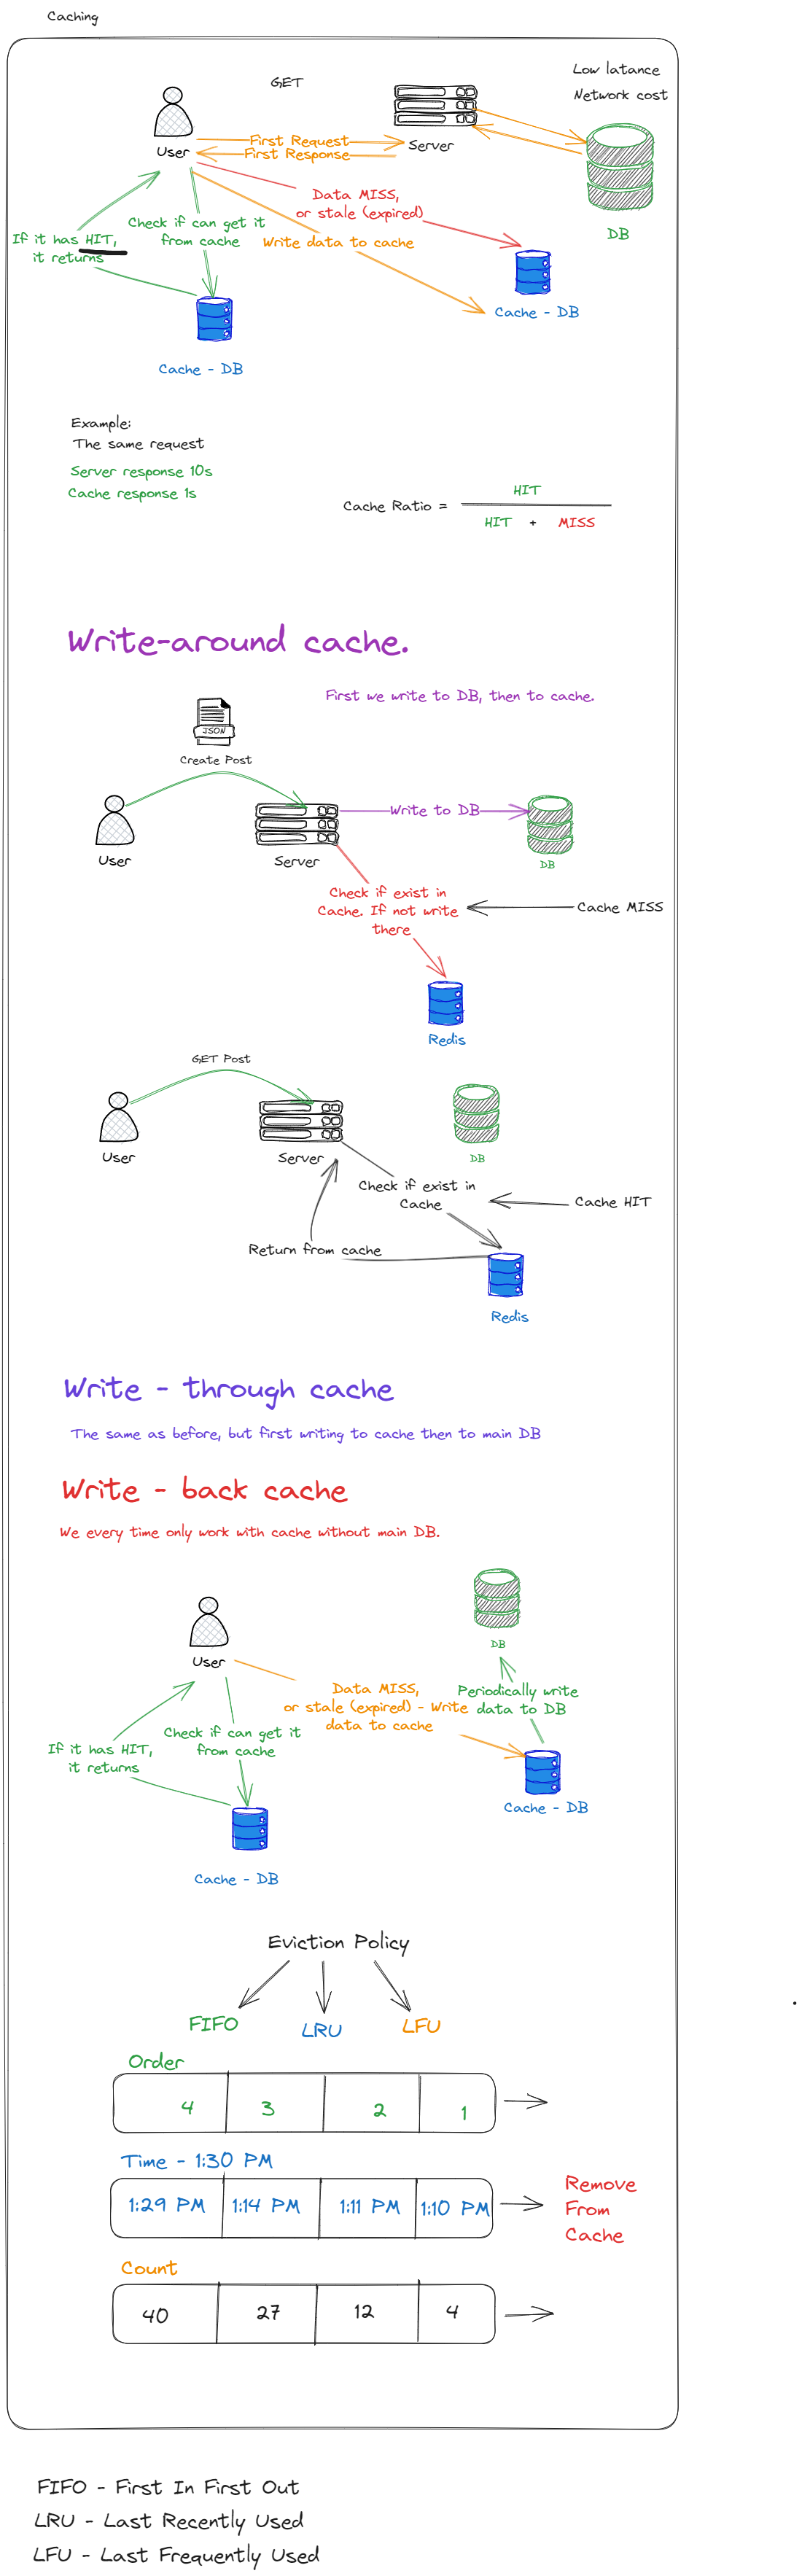 Caching
GET
Low latance
Network cost
First Request
First Response
User
Server
DB
Data MISS,
or stale (expired)
Check if can get it
from cache
Write data to cache
If it has HIT,
it returns
Cache - DB
Cache - DB
Example:
The same request
Server response 10s
Cache response 1s
Cache Ratio =
HIT
HIT + MISS
Write-around cache.
First we write to DB, then to cache.
JSON
Create Post
Write to DB
User
Server
DB
Check if exist in
Cache. If not write
there
Cache MISS
Redis
GET Post
User
Server
DB
Check if exist in
Cache
Cache HIT
Return from cache
Redis
Write - through cache
The same as before, but first writing to cache then to main DB
Write - back cache
We every time only work with cache without main DB.
DB
User
Data MISS,
or stale (expired) - Write
data to cache
Periodically write
data to DB
Check if can get it
from cache
If it has HIT,
it returns
Cache - DB
Cache - DB
Eviction Policy
FIFO
LRU
LFU
Order
4 3 2 1
Time - 1:30 PM
1:29 PM 1:14 PM 1:11 PM 1:10 PM
Remove
From
Cache
Count
40 27 12 4
FIFO - First In First Out
LRU - Last Recently Used
LFU - Last Frequently Used